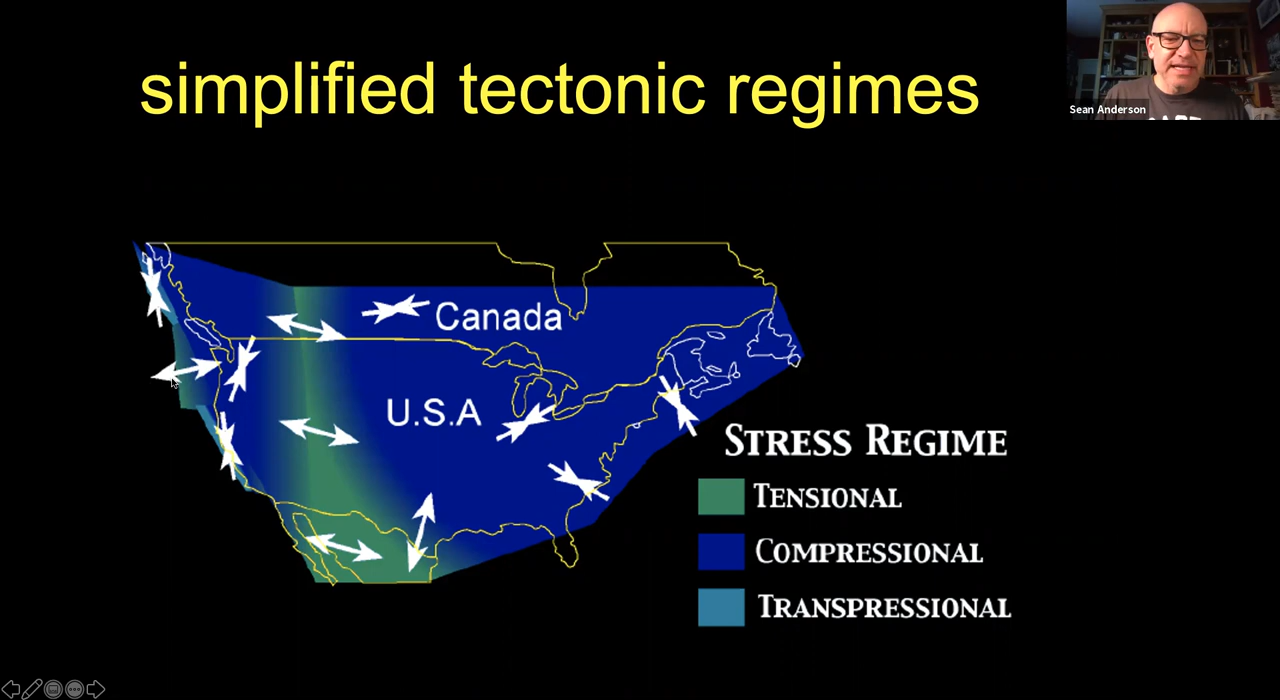 simplified tectonic regimes
Sean Anderson
Canada
U.S.A
STRESS REGIME
TENSIONAL
COMPRESSIONAL
TRANSPRESSIONAL